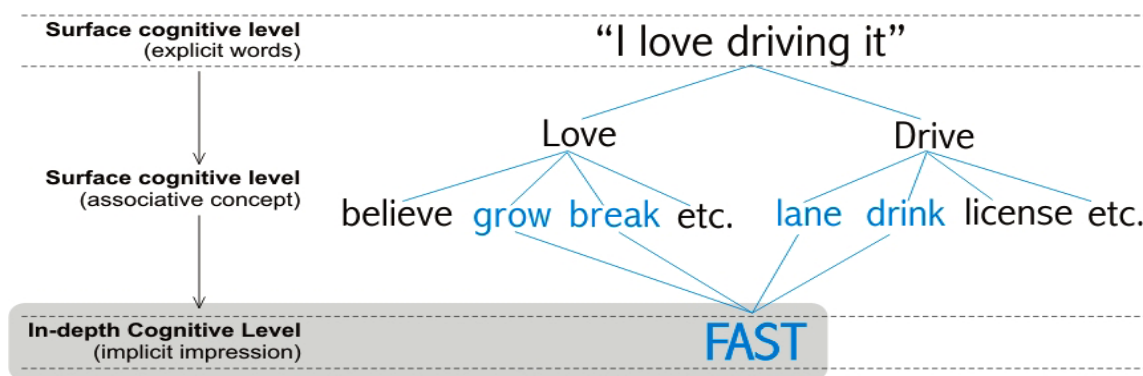 Surface cognitive level
(explicit words)
“I love driving it”
Love
Drive
Surface cognitive level
(associative concept)
believe grow break etc.
lane drink license etc.
In-depth Cognitive Level
(implicit impression)
FAST